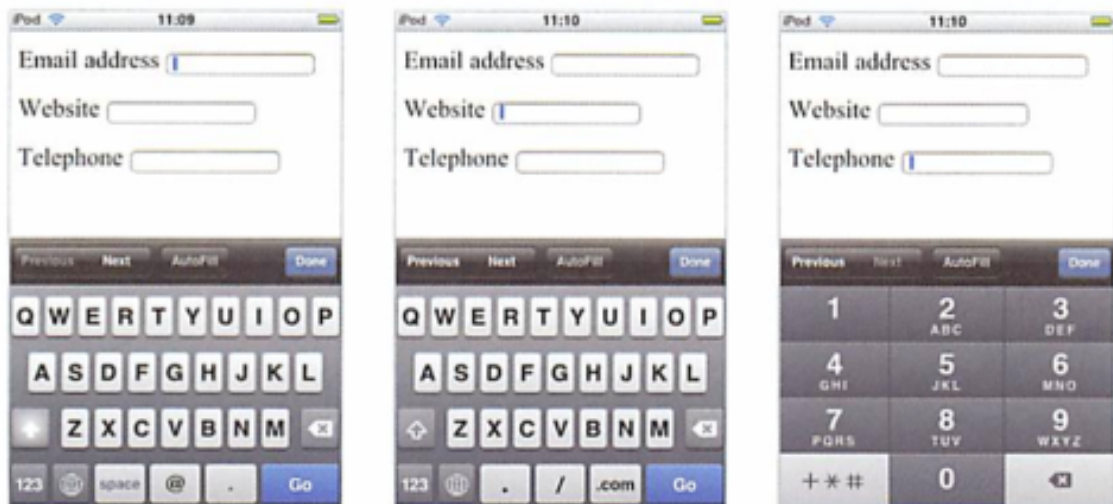 iPod 11:09
Email address
Website
Telephone
Previous Next AutoFill Done
Q W E R T Y U I O P
A S D F G H J K L
Z X C V B N M
123 space @ . Go
iPod 11:10
Email address
Website
Telephone
Previous Next AutoFill Done
Q W E R T Y U I O P
A S D F G H J K L
Z X C V B N M
123 . / .com Go
iPod 11:10
Email address
Website
Telephone
Previous Next AutoFill Done
1 2 3
ABC DEF
4 5 6
GHI JKL MNO
7 8 9
PQRS TUV WXYZ
+ * # 0